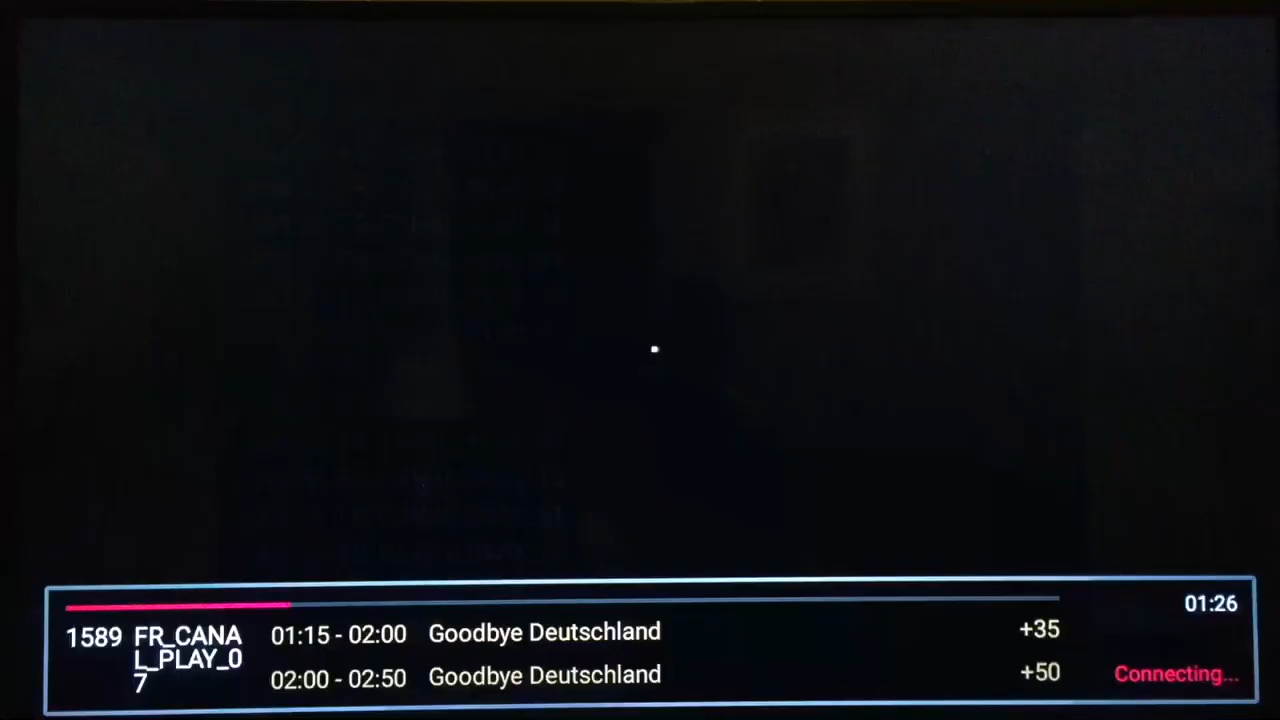 01:26
1589 FR_CANA 01:15 - 02:00 Goodbye Deutschland +35
L_PLAY_0
7 02:00 - 02:50 Goodbye Deutschland +50 Connecting...